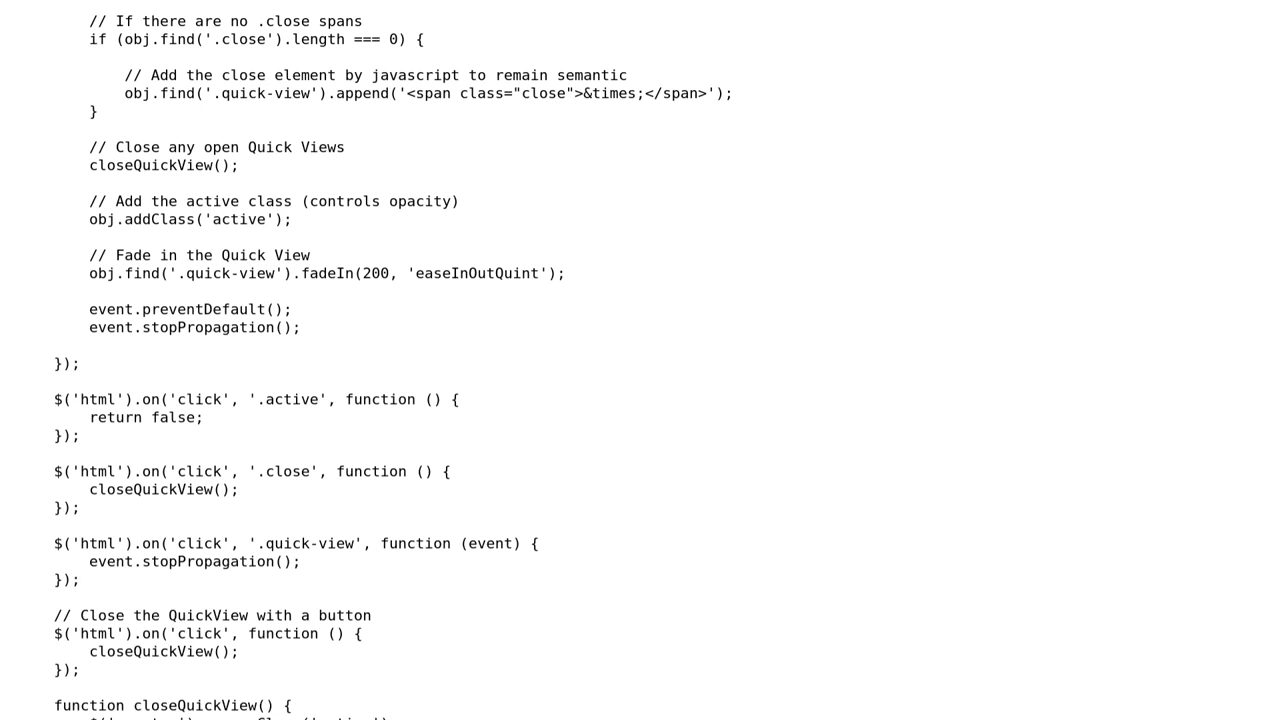 // If there are no .close spans
if (obj.find('.close').length === 0) {
// Add the close element by javascript to remain semantic
obj.find('.quick-view').append('<span class="close">&times;</span>');
}
// Close any open Quick Views
closeQuickView();
// Add the active class (controls opacity)
obj.addClass('active');
// Fade in the Quick View
obj.find('.quick-view').fadeIn(200, 'easeInOutQuint');
event.preventDefault();
event.stopPropagation();
});
$('html').on('click', '.active', function () {
return false;
});
$('html').on('click', '.close', function () {
closeQuickView();
});
$('html').on('click', '.quick-view', function (event) {
event.stopPropagation();
});
// Close the QuickView with a button
$('html').on('click', function () {
closeQuickView();
});
function closeQuickView() {